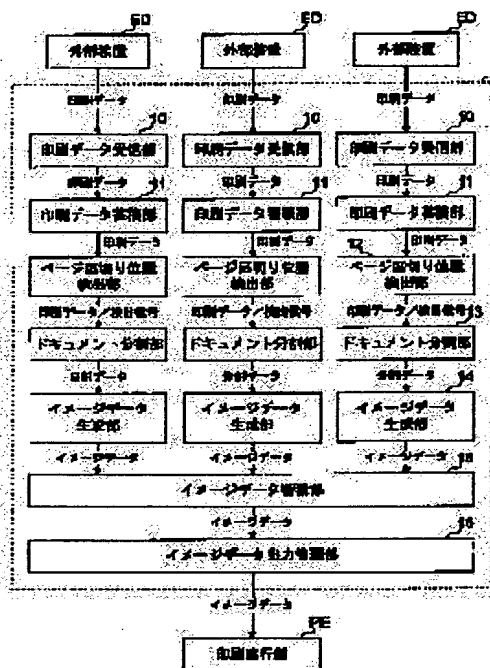 ED ED ED
外部装置 外部装置 外部装置
印刷データ 印刷データ 印刷データ
10 10 10
印刷データ受信部 印刷データ受信部 印刷データ受信部
印刷データ 印刷データ 印刷データ
11 11 11
印刷データ蓄積部 印刷データ蓄積部 印刷データ蓄積部
印刷データ 印刷データ 印刷データ
12
ページ区切り位置 ページ区切り位置 ページ区切り位置
検出部 検出部 検出部
印刷データ/検出信号 印刷データ/検出信号 印刷データ/検出信号
13
ドキュメント分割部 ドキュメント分割部 ドキュメント分割部
分割データ 分割データ 分割データ
14
イメージデータ イメージデータ イメージデータ
生成部 生成部 生成部
イメージデータ イメージデータ イメージデータ
15
イメージデータ蓄積部
イメージデータ
16
イメージデータ出力管理部
イメージデータ
PE
印刷実行部